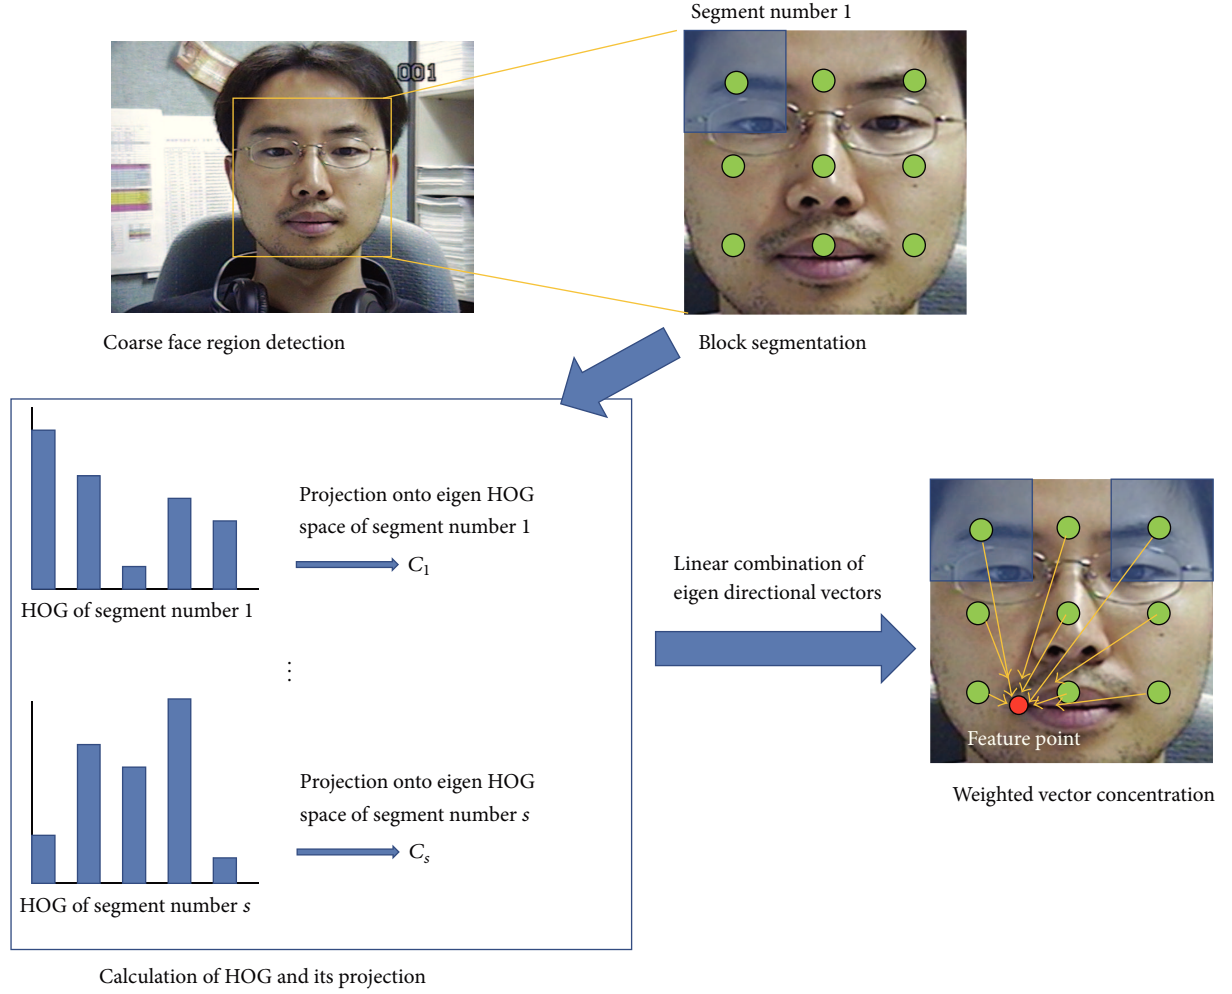 Segment number 1
001
Coarse face region detection
Block segmentation
Projection onto eigen HOG
space of segment number 1
C1
HOG of segment number 1
⋮
Projection onto eigen HOG
space of segment number s
Cs
HOG of segment number s
Calculation of HOG and its projection
Linear combination of
eigen directional vectors
Feature point
Weighted vector concentration